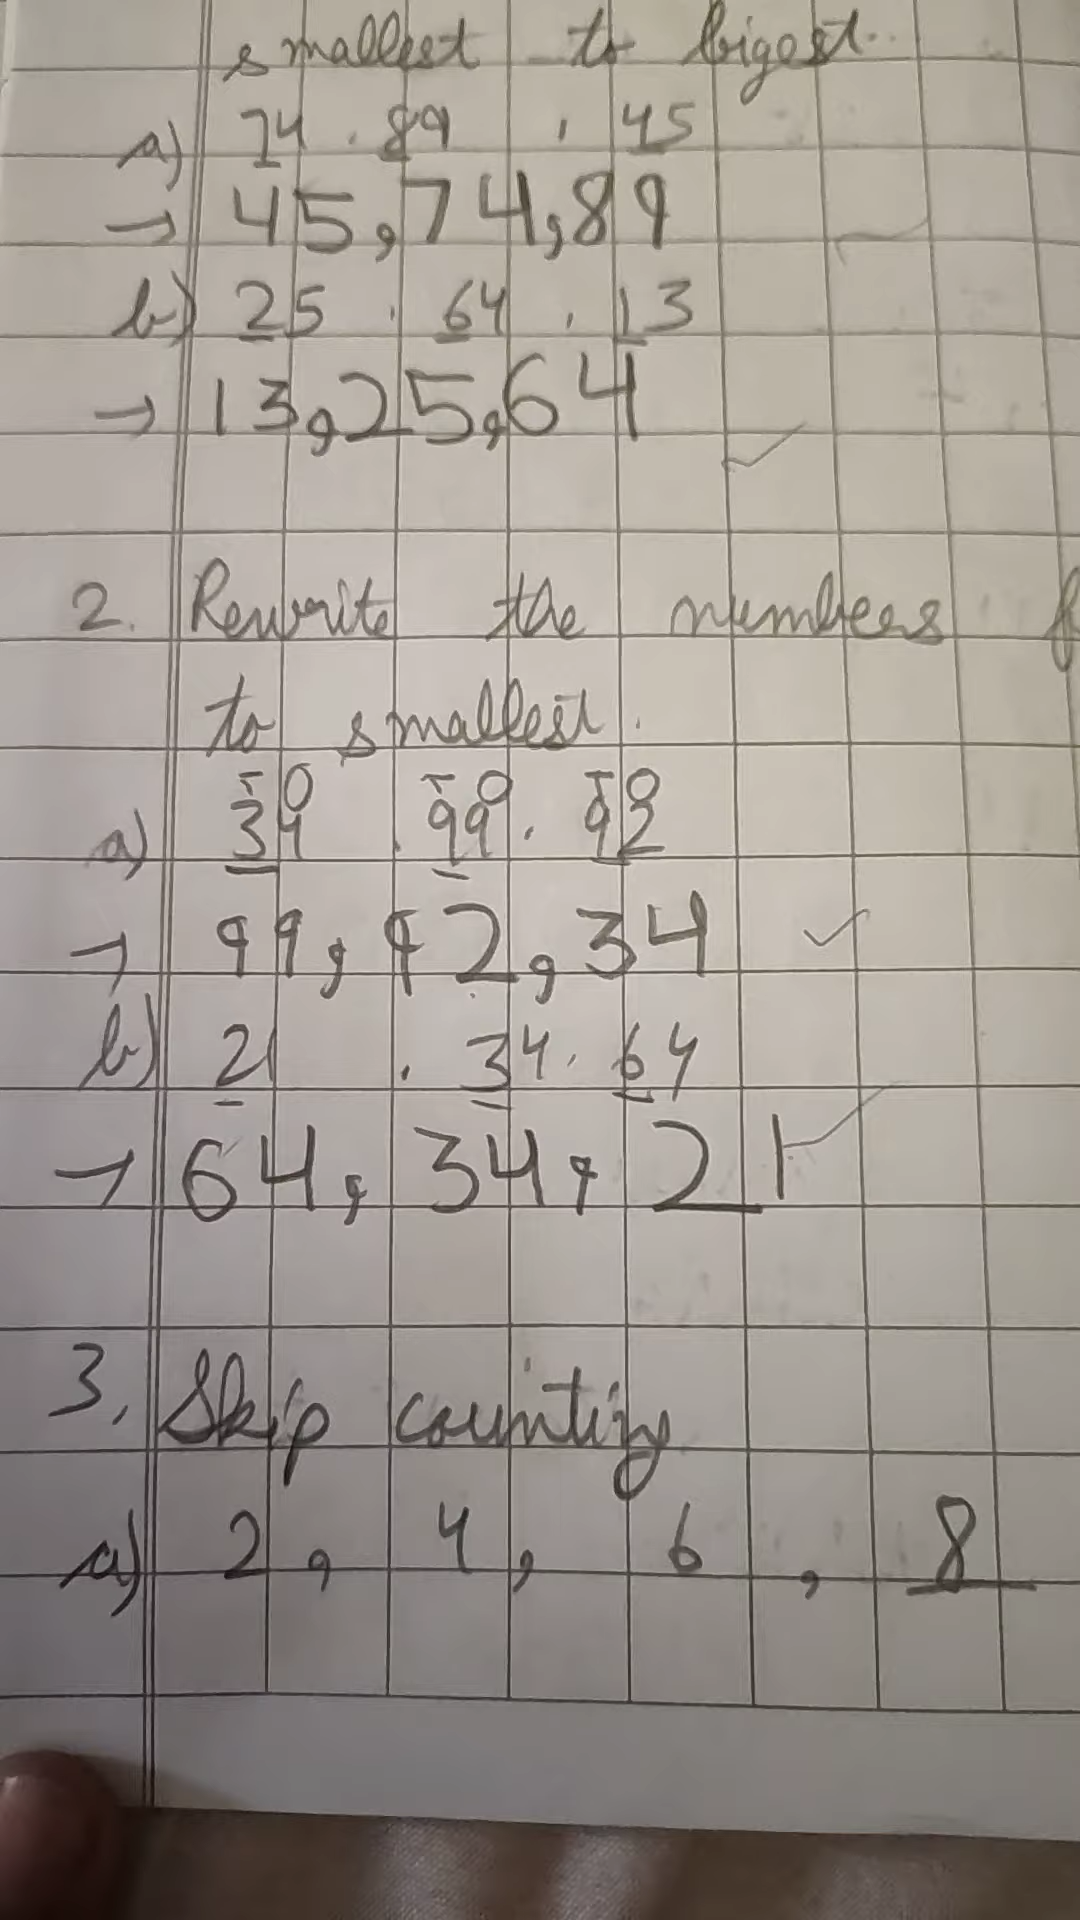 smallest to bigest.
a) 74, 89, 45
→ 45,74,89
b) 25, 64, 13
→ 13,25,64
2. Rewrite the numbers
to smallest.
T O T O T O
a) 34, 99, 92
→ 99, 92, 34
b) 21, 34, 64
→ 64, 34, 21
3. Skip counting
a) 2, 4, 6, 8